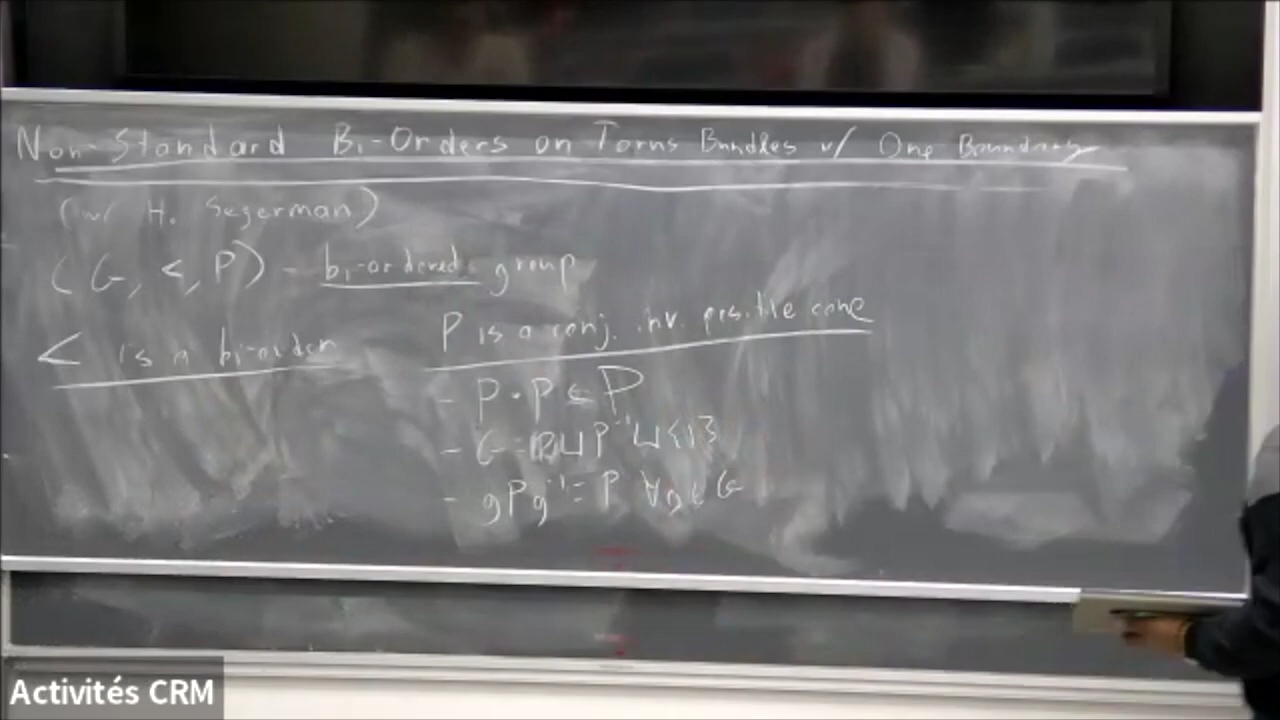 Non-Standard Bi-Orders on Torus Bundles w/ One Boundary
(w/ H. Segerman)
(G, <, P) - bi-ordered group
< is a bi-order
P is a conj. inv. positive cone
- P·P ⊂ P
- G = P ⊔ P⁻¹ ⊔ {1}
- gPg⁻¹ = P ∀g ∈ G
Activités CRM